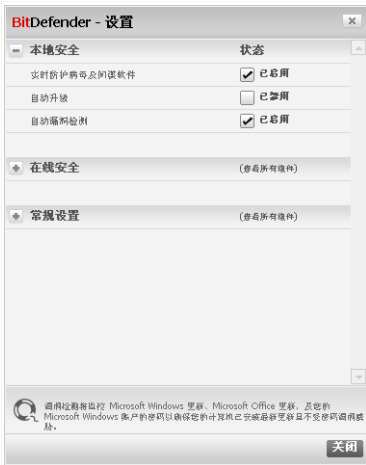 BitDefender - 设置
本地安全 状态
实时防护病毒及间谍软件 已启用
自动升级 已禁用
自动漏洞检测 已启用
在线安全 (查看所有组件)
常规设置 (查看所有组件)
漏洞检测将监控 Microsoft Windows 更新、Microsoft Office 更新、及您的
Microsoft Windows 账户的密码以确保您的计算机已安装最新更新且不受密码漏洞威
胁。
关闭